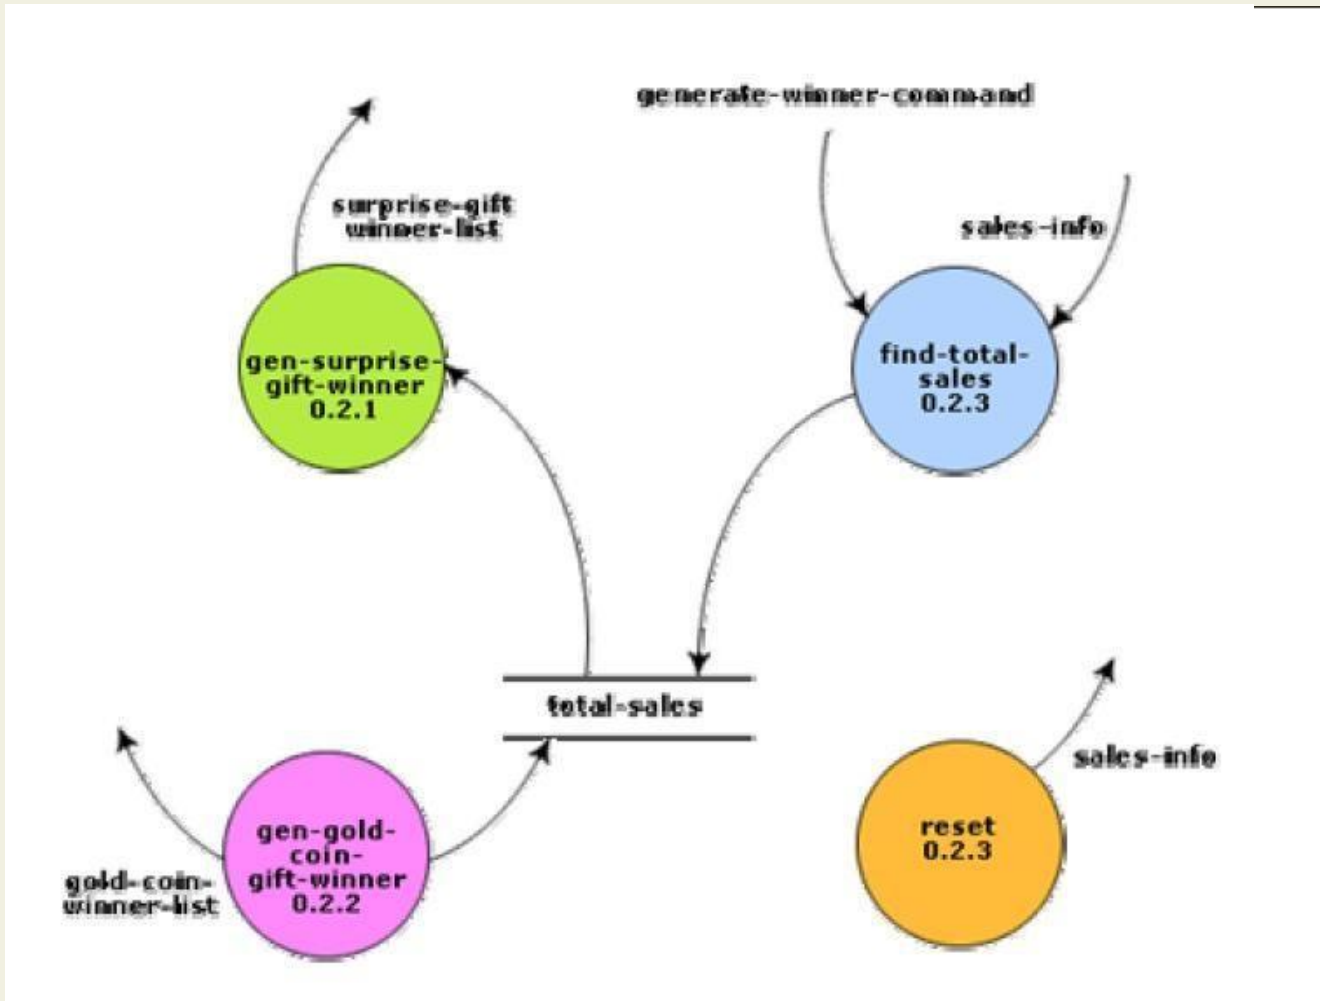 generate-winner-command
surprise-gift
winner-list
sales-info
gen-surprise-
gift-winner
0.2.1
find-total-
sales
0.2.3
total-sales
sales-info
gen-gold-
coin-
gift-winner
0.2.2
gold-coin-
winner-list
reset
0.2.3